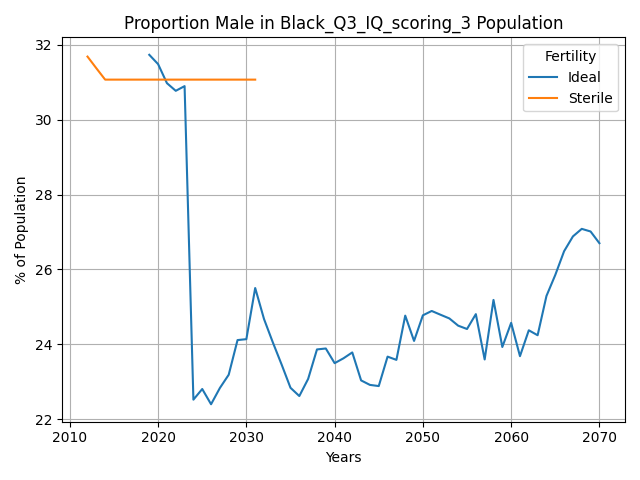 Proportion Male in Black_Q3_IQ_scoring_3 Population
32
30
28
26
24
22
% of Population
Fertility
Ideal
Sterile
2010 2020 2030 2040 2050 2060 2070
Years